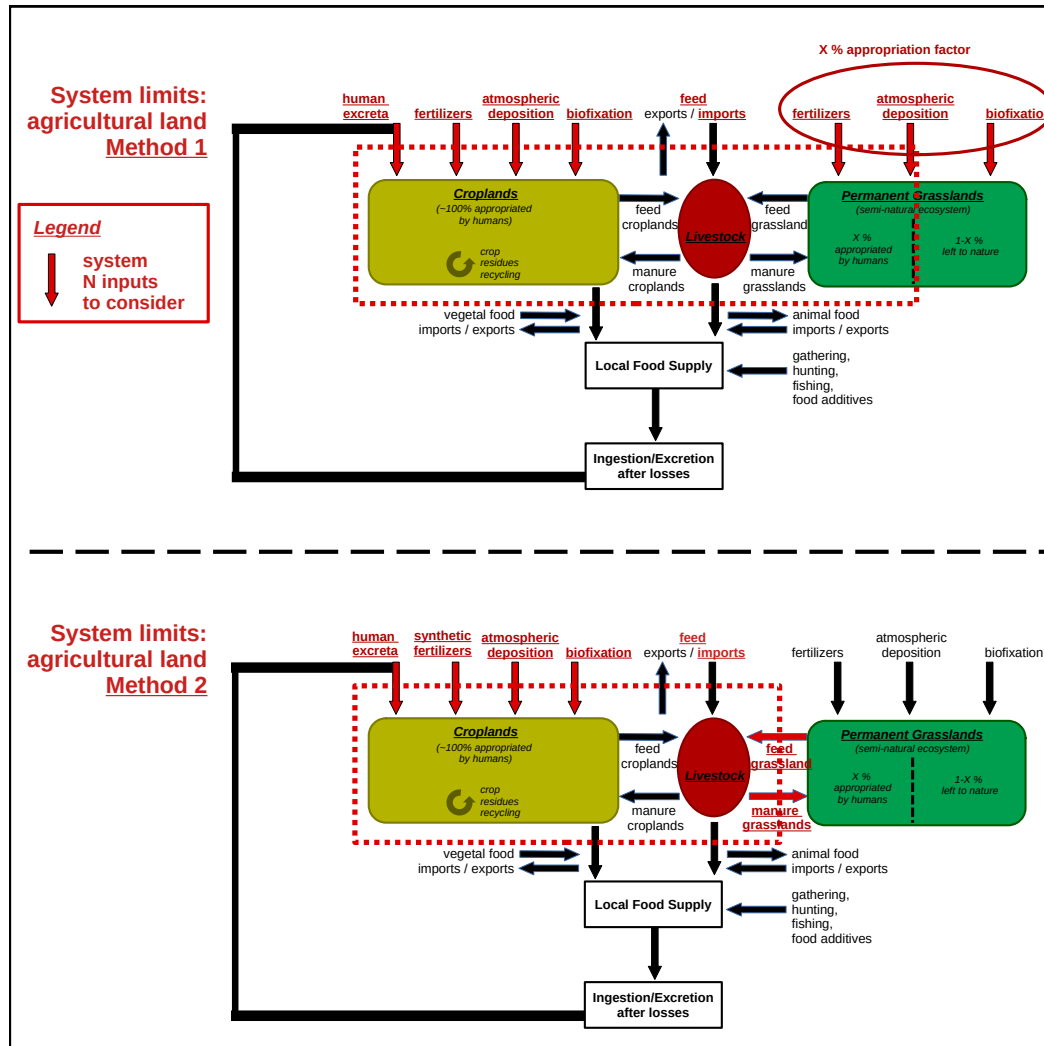 X % appropriation factor
System limits:
agricultural land
Method 1
human
excreta
fertilizers
atmospheric
deposition
biofixation
feed
exports / imports
fertilizers
atmospheric
deposition
biofixation
Croplands
(~100% appropriated
by humans)
crop
residues
recycling
feed
croplands
manure
croplands
Livestock
feed
grassland
manure
grasslands
Permanent Grasslands
(semi-natural ecosystem)
X %
appropriated
by humans
1-X %
left to nature
Legend
system
N inputs
to consider
vegetal food
imports / exports
animal food
imports / exports
Local Food Supply
gathering,
hunting,
fishing,
food additives
Ingestion/Excretion
after losses
System limits:
agricultural land
Method 2
human
excreta
synthetic
fertilizers
atmospheric
deposition
biofixation
feed
exports / imports
fertilizers
atmospheric
deposition
biofixation
Croplands
(~100% appropriated
by humans)
crop
residues
recycling
feed
croplands
manure
croplands
Livestock
feed
grassland
manure
grasslands
Permanent Grasslands
(semi-natural ecosystem)
X %
appropriated
by humans
1-X %
left to nature
vegetal food
imports / exports
animal food
imports / exports
Local Food Supply
gathering,
hunting,
fishing,
food additives
Ingestion/Excretion
after losses